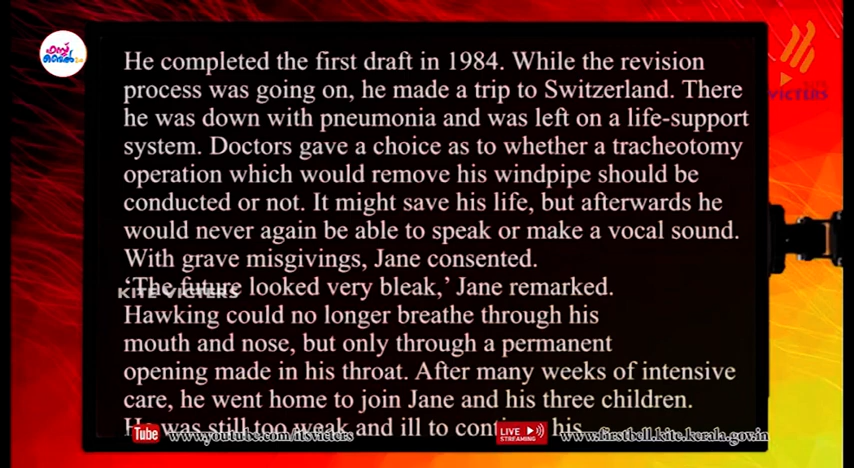 He completed the first draft in 1984. While the revision
process was going on, he made a trip to Switzerland. There
he was down with pneumonia and was left on a life-support
system. Doctors gave a choice as to whether a tracheotomy
operation which would remove his windpipe should be
conducted or not. It might save his life, but afterwards he
would never again be able to speak or make a vocal sound.
With grave misgivings, Jane consented.
‘The future looked very bleak,’ Jane remarked.
KITE VICTERS
Hawking could no longer breathe through his
mouth and nose, but only through a permanent
opening made in his throat. After many weeks of intensive
care, he went home to join Jane and his three children.
He was still too weak and ill to continue his
Tube www.youtube.com/itsvicters LIVE STREAMING www.firstbell.kite.kerala.gov.in
KITE
VICTERS